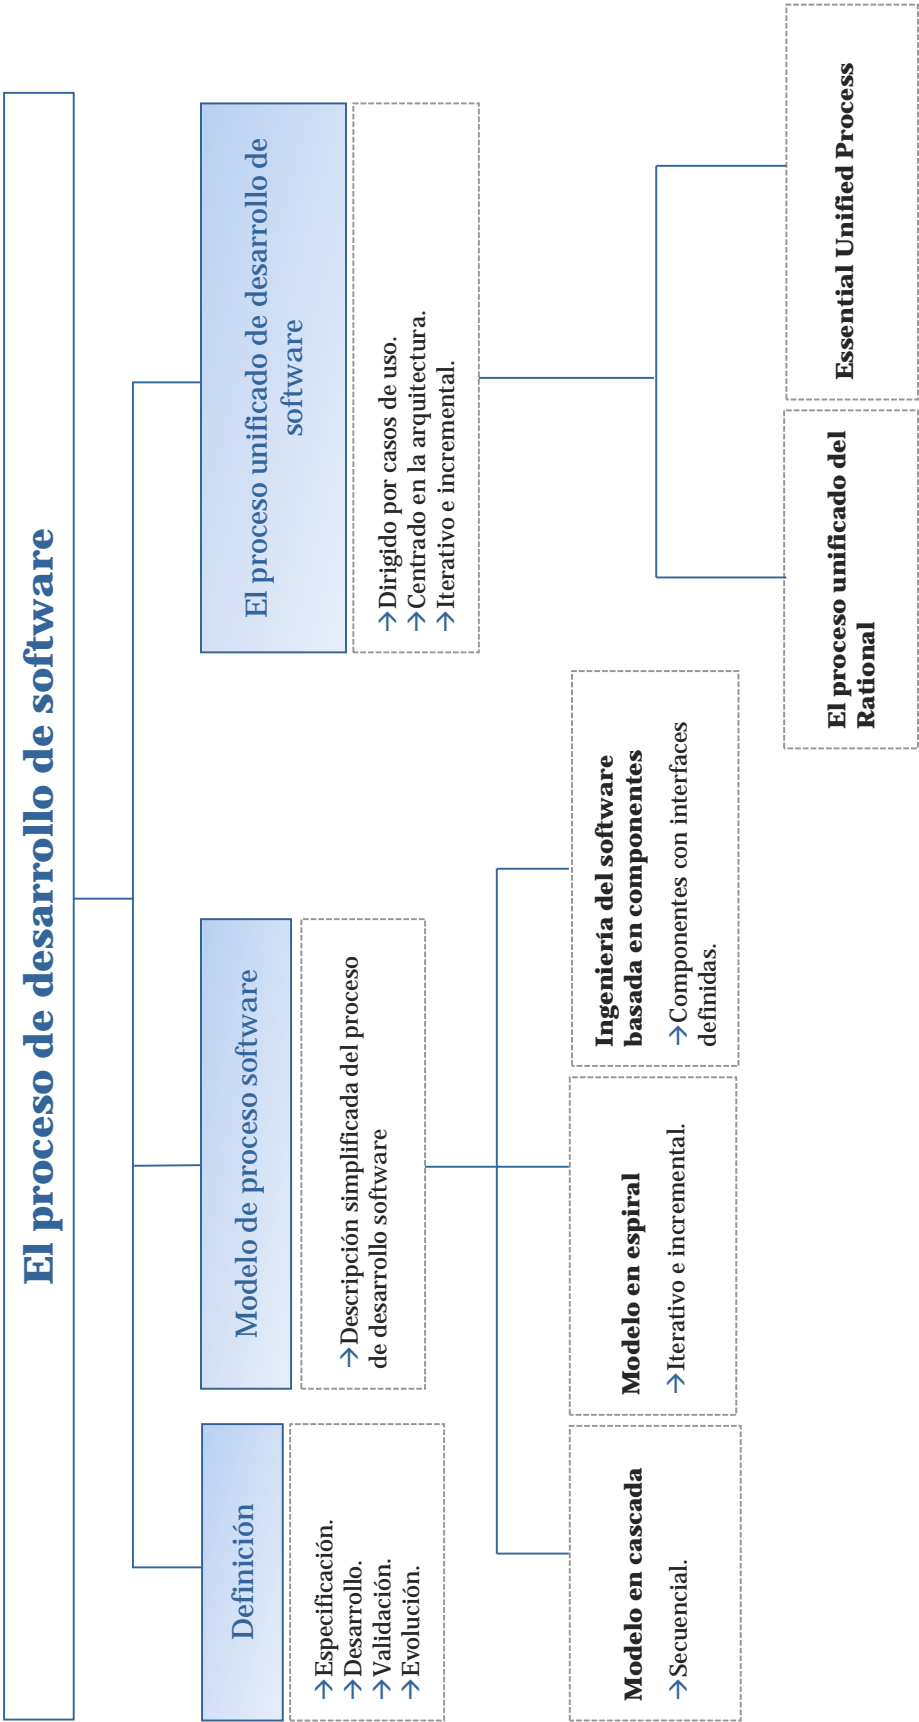 El proceso de desarrollo de software
Definición
→Especificación.
→Desarrollo.
→Validación.
→Evolución.
Modelo de proceso software
→Descripción simplificada del proceso
de desarrollo software
Modelo en cascada
→Secuencial.
Modelo en espiral
→Iterativo e incremental.
Ingeniería del software
basada en componentes
→Componentes con interfaces
definidas.
El proceso unificado de desarrollo de
software
→Dirigido por casos de uso.
→Centrado en la arquitectura.
→Iterativo e incremental.
El proceso unificado del
Rational
Essential Unified Process